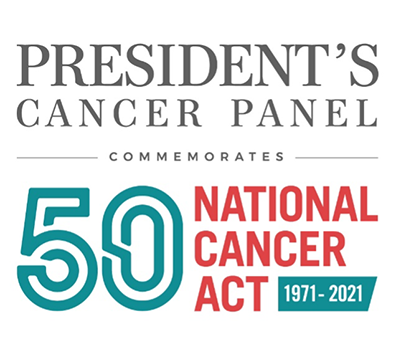 PRESIDENT'S
CANCER PANEL
COMMEMORATES
50
NATIONAL
CANCER
ACT 1971-2021